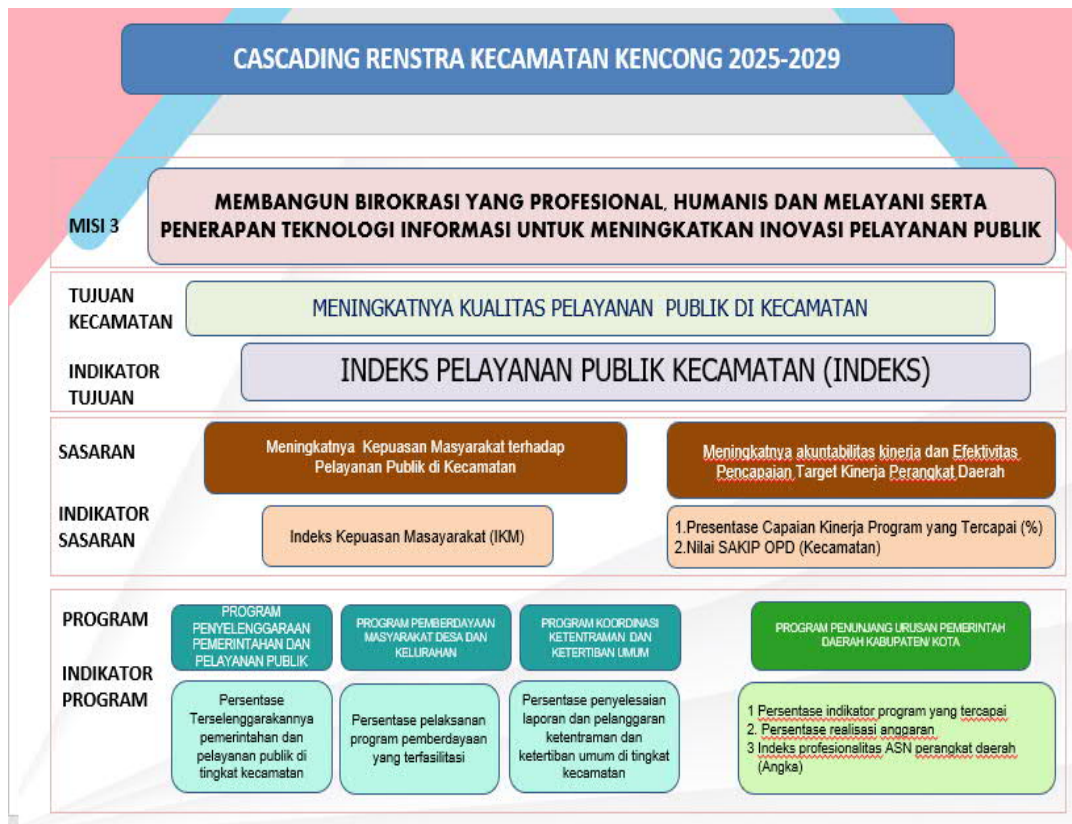 CASCADING RENSTRA KECAMATAN KENCONG 2025-2029
MISI 3
MEMBANGUN BIROKRASI YANG PROFESIONAL, HUMANIS DAN MELAYANI SERTA
PENERAPAN TEKNOLOGI INFORMASI UNTUK MENINGKATKAN INOVASI PELAYANAN PUBLIK
TUJUAN
KECAMATAN
MENINGKATNYA KUALITAS PELAYANAN PUBLIK DI KECAMATAN
INDIKATOR
TUJUAN
INDEKS PELAYANAN PUBLIK KECAMATAN (INDEKS)
SASARAN
Meningkatnya Kepuasan Masyarakat terhadap
Pelayanan Publik di Kecamatan
Meningkatnya akuntabilitas kinerja dan Efektivitas
Pencapaian Target Kinerja Perangkat Daerah
INDIKATOR
SASARAN
Indeks Kepuasan Masayarakat (IKM)
1.Presentase Capaian Kinerja Program yang Tercapai (%)
2.Nilai SAKIP OPD (Kecamatan)
PROGRAM
PROGRAM
PENYELENGGARAAN
PEMERINTAHAN DAN
PELAYANAN PUBLIK
PROGRAM PEMBERDAYAAN
MASYARAKAT DESA DAN
KELURAHAN
PROGRAM KOORDINASI
KETENTRAMAN DAN
KETERTIBAN UMUM
PROGRAM PENUNJANG URUSAN PEMERINTAH
DAERAH KABUPATEN/ KOTA
INDIKATOR
PROGRAM
Persentase
Terselenggarakannya
pemerintahan dan
pelayanan publik di
tingkat kecamatan
Persentase pelaksanan
program pemberdayaan
yang terfasilitasi
Persentase penyelesaian
laporan dan pelanggaran
ketentraman dan
ketertiban umum di tingkat
kecamatan
1 Persentase indikator program yang tercapai
2. Persentase realisasi anggaran
3 Indeks profesionalitas ASN perangkat daerah
(Angka)